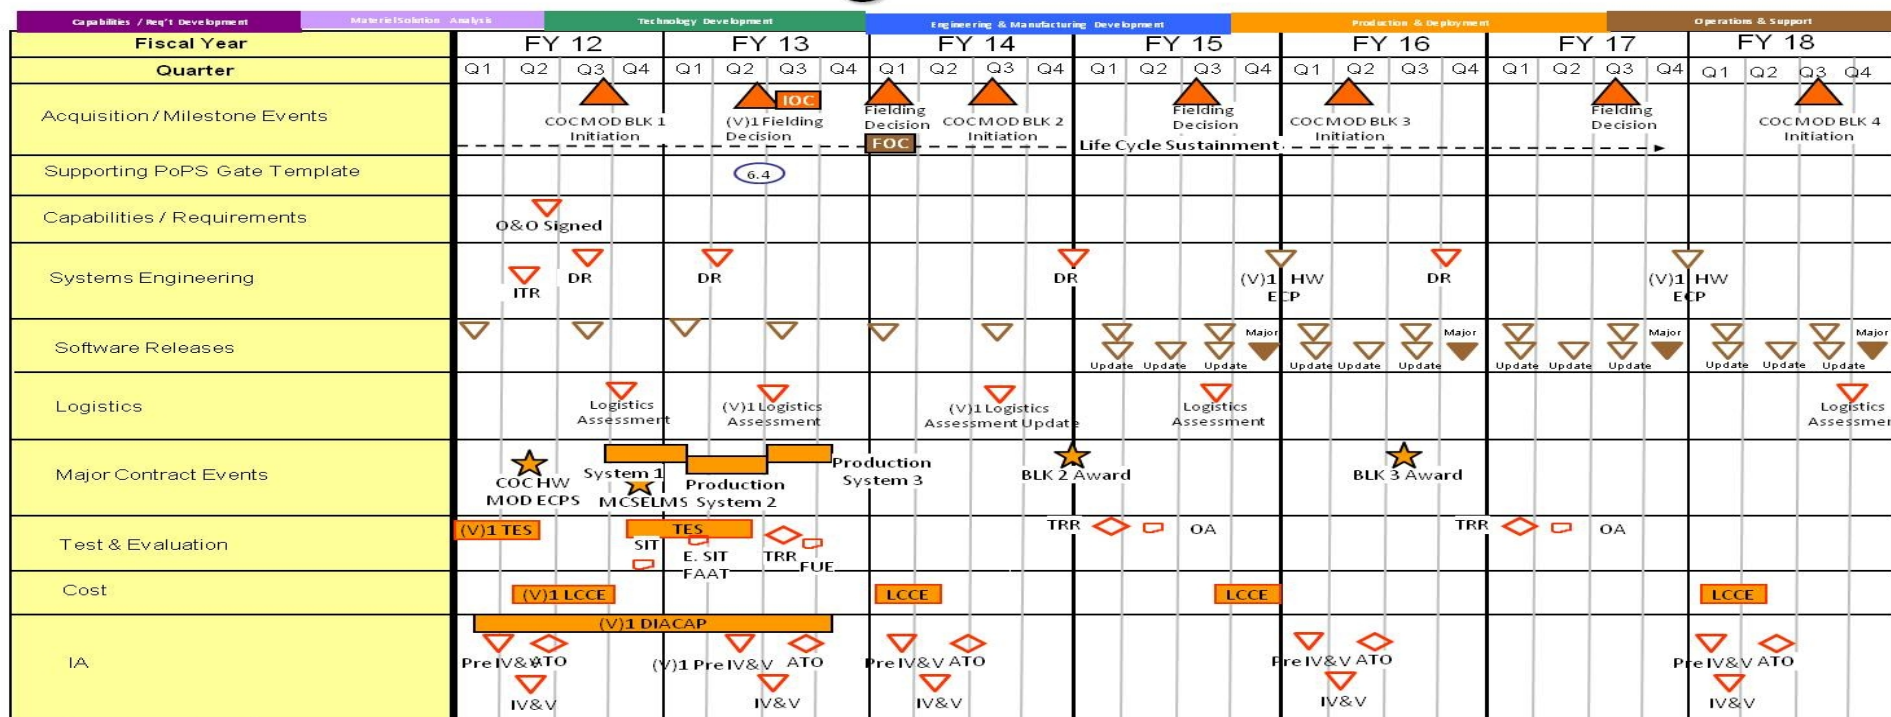 Capabilities / Req't Development
Materiel Solution Analysis
Technology Development
Engineering & Manufacturing Development
Production & Deployment
Operations & Support
Fiscal Year
FY 12
FY 13
FY 14
FY 15
FY 16
FY 17
FY 18
Quarter
Q1 Q2 Q3 Q4 Q1 Q2 Q3 Q4 Q1 Q2 Q3 Q4 Q1 Q2 Q3 Q4 Q1 Q2 Q3 Q4 Q1 Q2 Q3 Q4 Q1 Q2 Q3 Q4
Acquisition / Milestone Events
COC MOD BLK 1
Initiation
(V)1 Fielding
Decision
IOC
Fielding
Decision
FOC
COC MOD BLK 2
Initiation
Life Cycle Sustainment
Fielding
Decision
COC MOD BLK 3
Initiation
Fielding
Decision
COC MOD BLK 4
Initiation
Supporting PoPS Gate Template
6.4
Capabilities / Requirements
O&O Signed
Systems Engineering
ITR
DR
DR
DR
(V)1 HW
ECP
DR
(V)1 HW
ECP
Software Releases
Major
Update Update Update
Major
Update Update Update
Major
Update Update Update
Major
Update Update Update
Logistics
Logistics
Assessment
(V)1 Logistics
Assessment
(V)1 Logistics
Assessment Update
Logistics
Assessment
Logistics
Assessmen
Major Contract Events
COC HW
MOD ECPS
System 1
MCSELMS
Production
System 2
Production
System 3
BLK 2 Award
BLK 3 Award
Test & Evaluation
(V)1 TES
TES
SIT
E. SIT
FAAT
TRR
FUE
TRR
OA
TRR
OA
Cost
(V)1 LCCE
LCCE
LCCE
LCCE
IA
(V)1 DIACAP
Pre IV&V
ATO
IV&V
(V)1 Pre IV&V
ATO
IV&V
Pre IV&V
ATO
IV&V
Pre IV&V
ATO
IV&V
Pre IV&V
ATO
IV&V